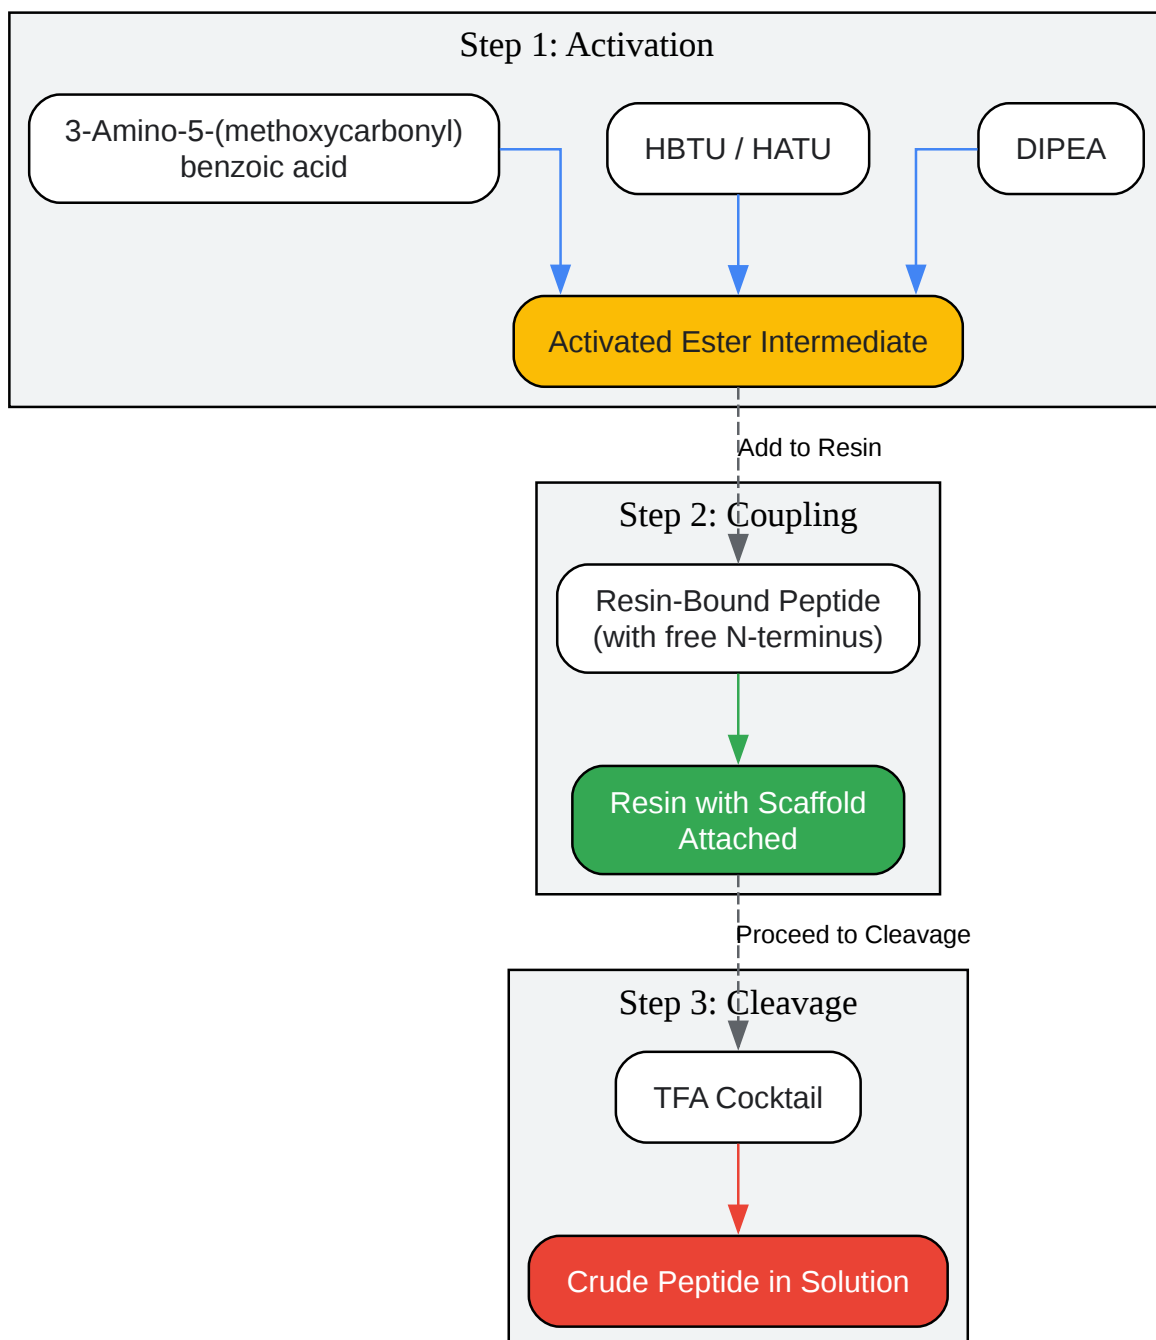 Step 1: Activation
3-Amino-5-(methoxycarbonyl)
benzoic acid
HBTU / HATU
DIPEA
Activated Ester Intermediate
Add to Resin
Step 2: Coupling
Resin-Bound Peptide
(with free N-terminus)
Resin with Scaffold
Attached
Proceed to Cleavage
Step 3: Cleavage
TFA Cocktail
Crude Peptide in Solution